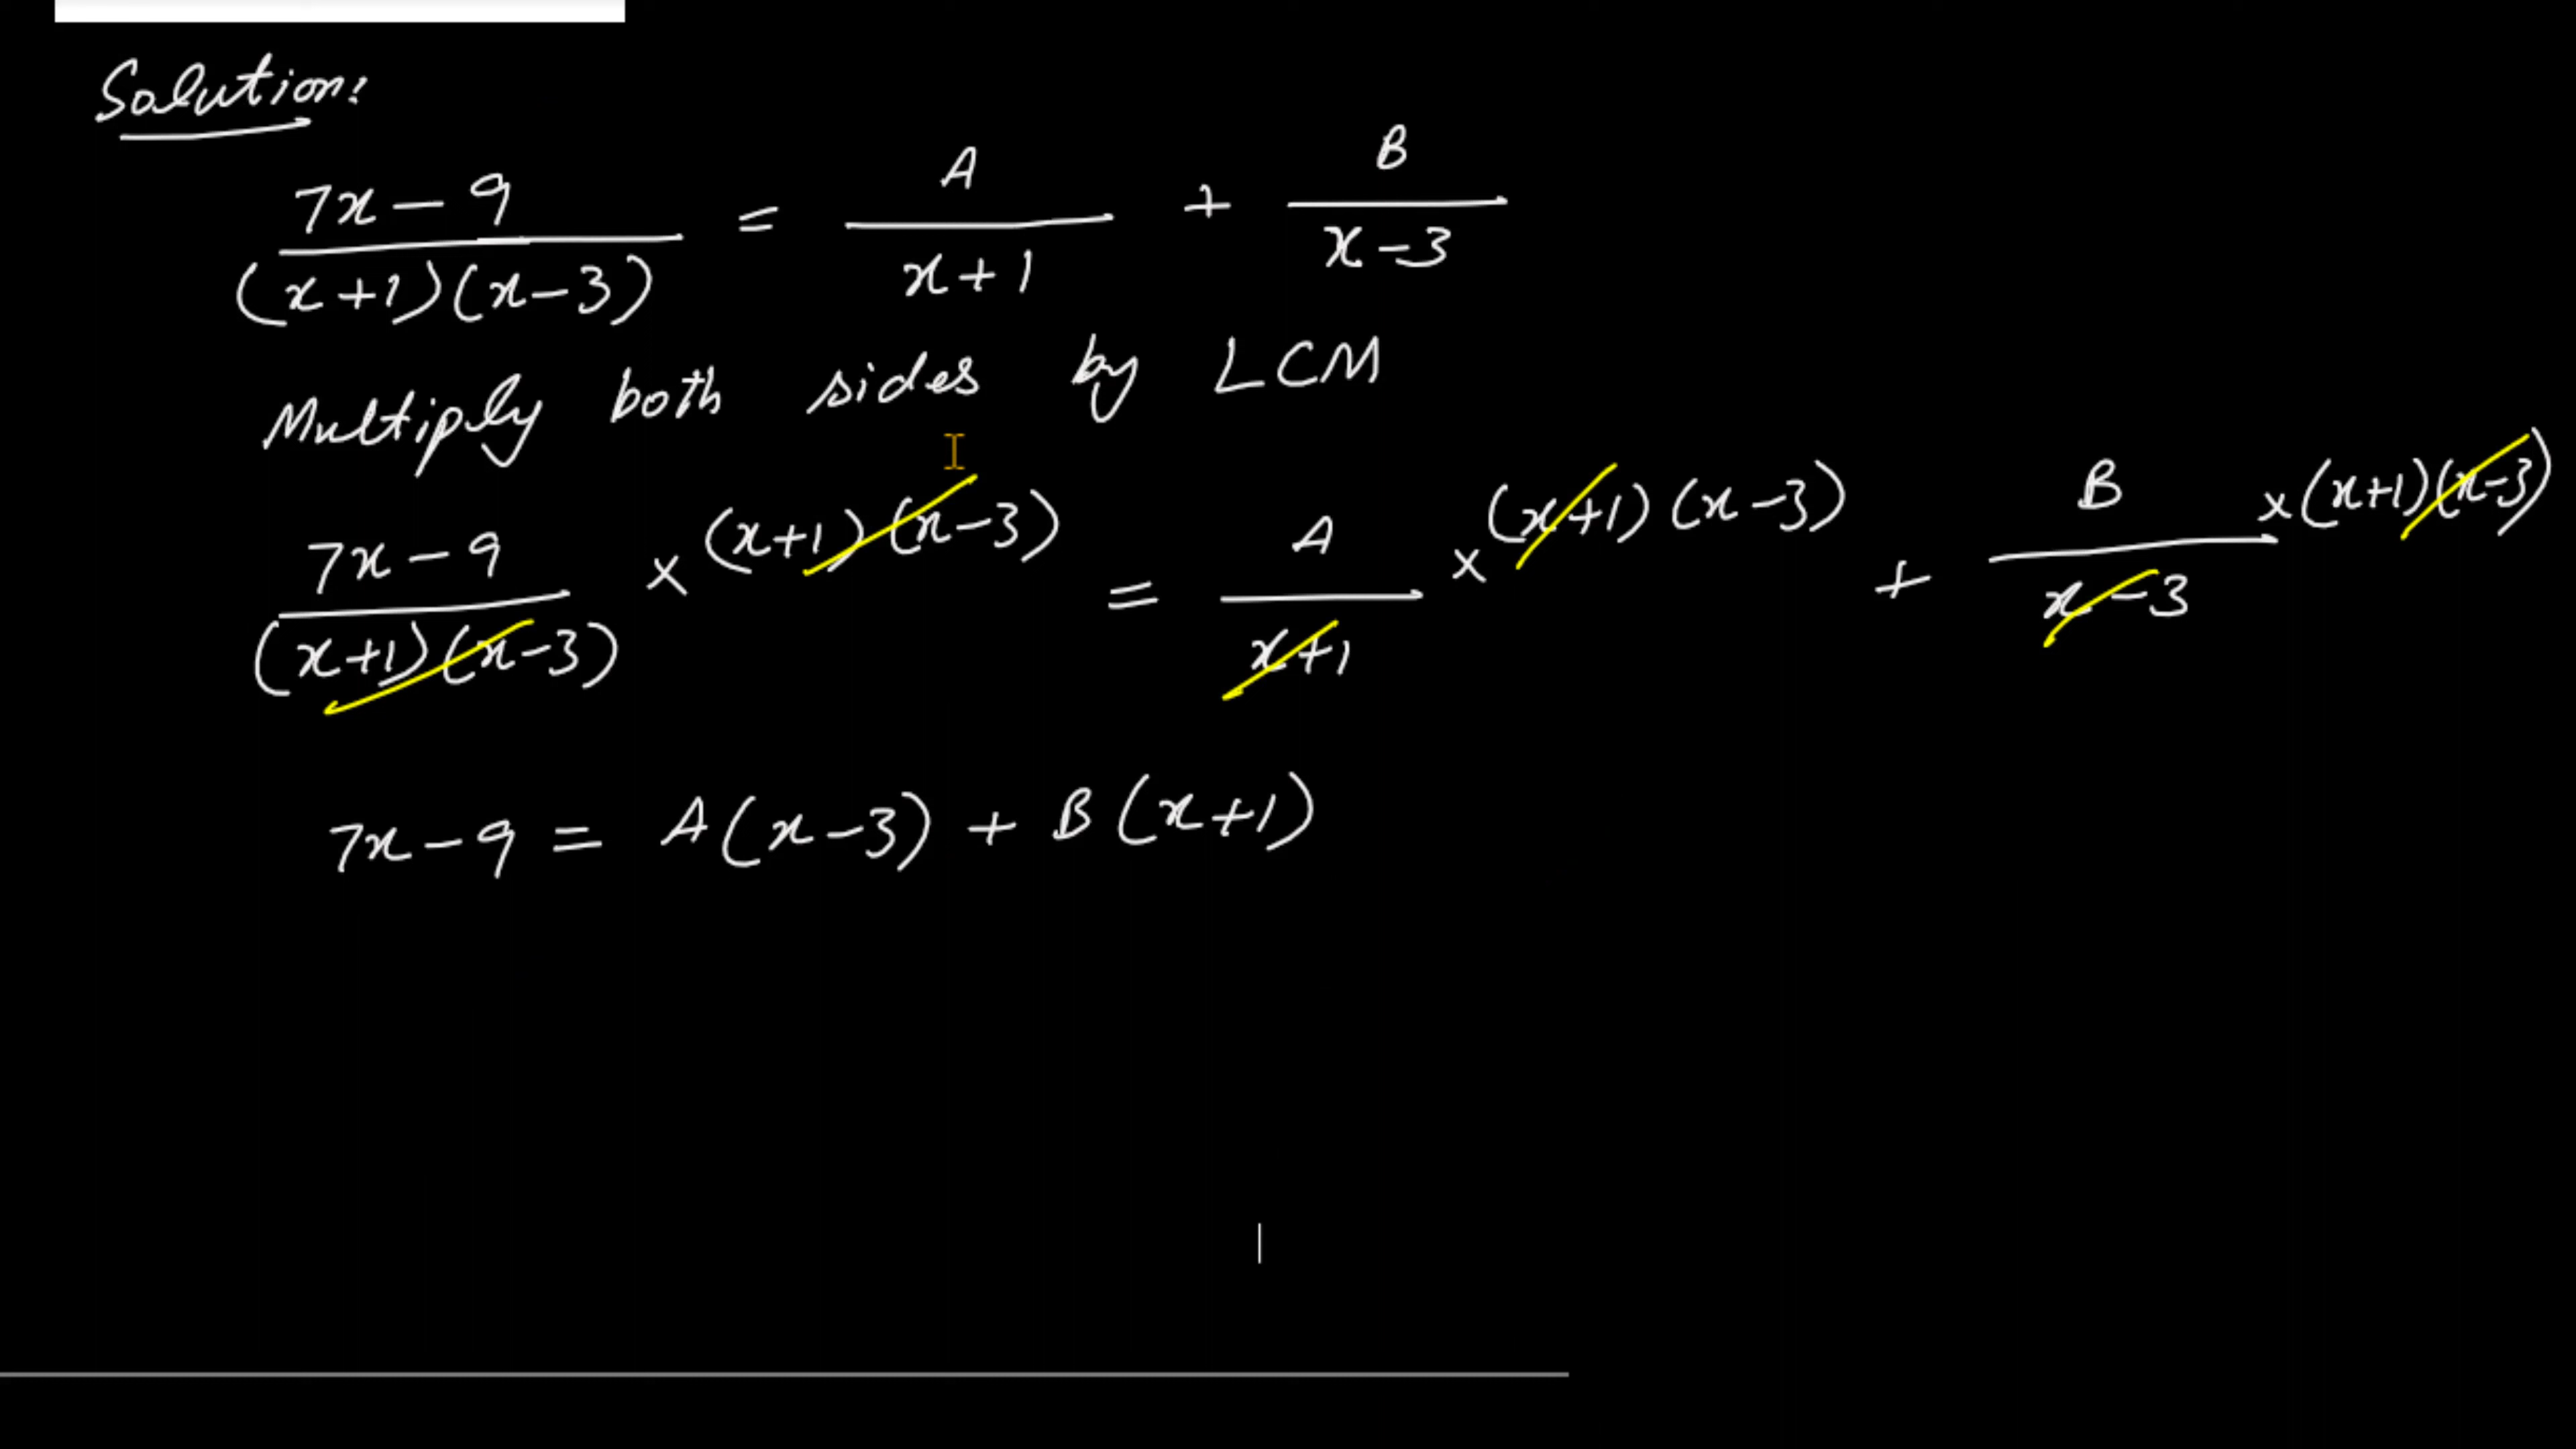 Solution:
(7x - 9)/((x+1)(x-3)) = A/(x+1) + B/(x-3)
Multiply both sides by LCM
(7x - 9)/((x+1)(x-3)) × (x+1)(x-3) = A/(x+1) × (x+1)(x-3) + B/(x-3) × (x+1)(x-3)
7x - 9 = A(x-3) + B(x+1)